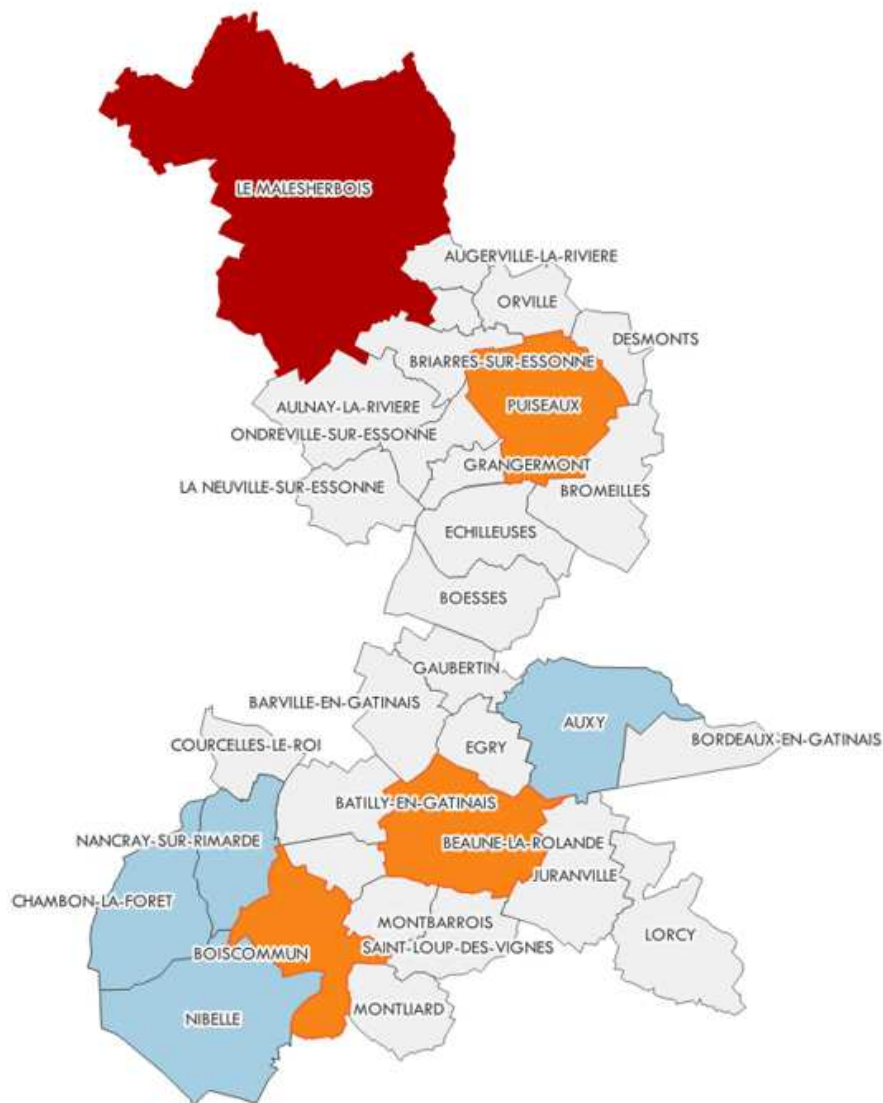 LE MALESHERBOIS
AUGERVILLE-LA-RIVIERE
ORVILLE
DESMONTS
BRIARRES-SUR-ESSONNE
PUISEAUX
AULNAY-LA-RIVIERE
ONDREVILLE-SUR-ESSONNE
GRANGERMONT
LA NEUVILLE-SUR-ESSONNE
BROMEILLES
ECHILLEUSES
BOESSES
GAUBERTIN
BARVILLE-EN-GATINAIS
AUXY
BORDEAUX-EN-GATINAIS
COURCELLES-LE-ROI
EGRY
BATILLY-EN-GATINAIS
NANCRAY-SUR-RIMARDE
BEAUNE-LA-ROLANDE
JURANVILLE
CHAMBON-LA-FORET
MONTBARROIS
LORCY
BOISCOMMUN
SAINT-LOUP-DES-VIGNES
MONTLIARD
NIBELLE